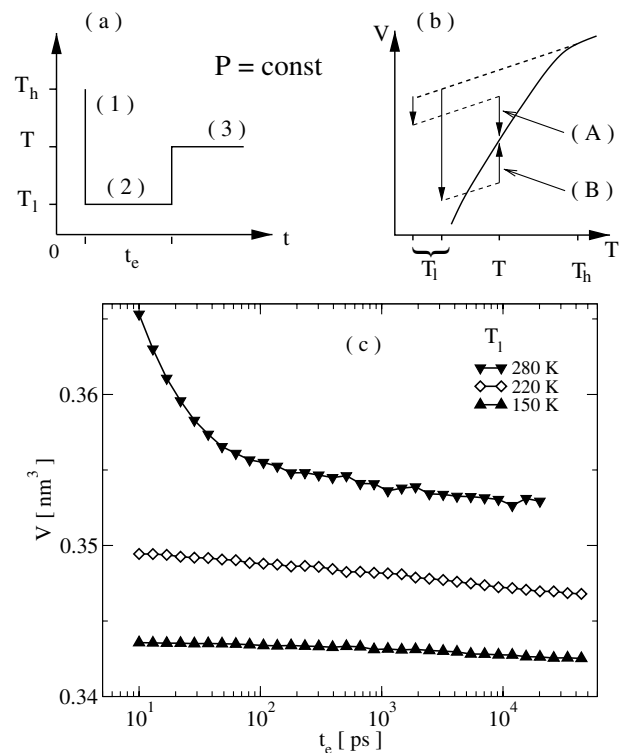 ( a )
P = const
T_h
( 1 )
T
( 3 )
( 2 )
T_l
0
t_e
t
( b )
V
( A )
( B )
T_l
T
T_h
T
( c )
T_l
280 K
220 K
150 K
V [ nm^3 ]
0.36
0.35
0.34
10^1
10^2
10^3
10^4
t_e [ ps ]